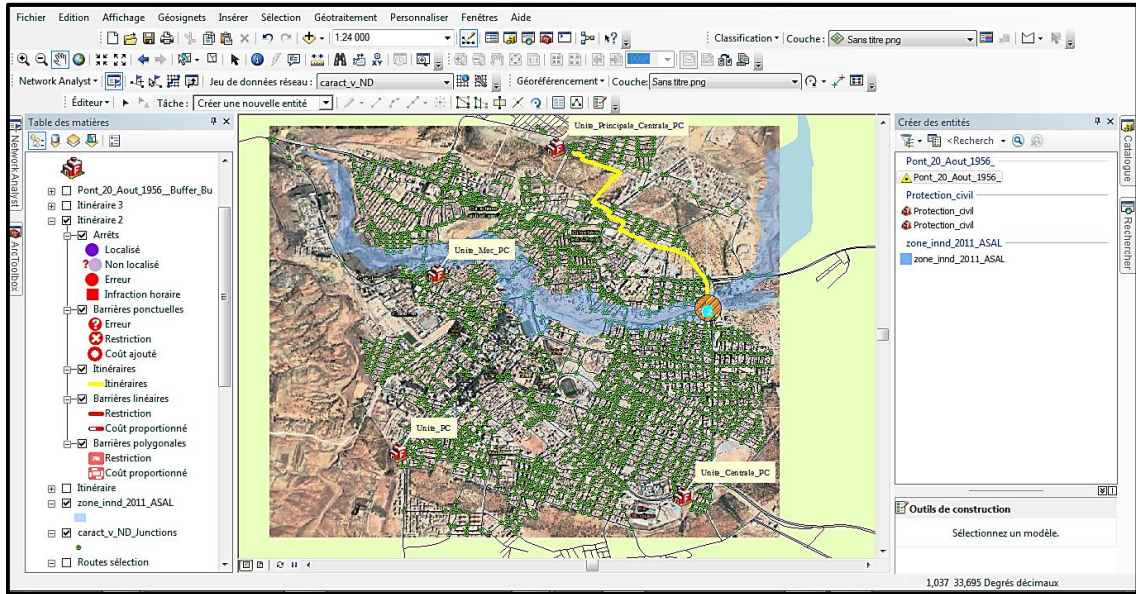 Fichier Edition Affichage Géosignets Insérer Sélection Géotraitement Personnaliser Fenêtres Aide
1:24 000 Classification Couche : Sans titre.png
100%
Network Analyst Jeu de données réseau : caract_v_ND Géoréférencement Couche: Sans titre.png
Éditeur Tâche : Créer une nouvelle entité
Table des matières
Network Analyst
ArcToolbox
Pont_20_Aout_1956__Buffer_Bu
Itinéraire 3
Itinéraire 2
Arrêts
Localisé
? Non localisé
Erreur
Infraction horaire
Barrières ponctuelles
Erreur
Restriction
Coût ajouté
Itinéraires
Itinéraires
Barrières linéaires
Restriction
Coût proportionné
Barrières polygonales
Restriction
Coût proportionné
Itinéraire
zone_innd_2011_ASAL
caract_v_ND_Junctions
Routes sélection
Unite_Principale_Centrale_PC
Unite_Mec_PC
Unite_PC
Unite_Centrale_PC
Créer des entités
<Recherch
Pont_20_Aout_1956_
Pont_20_Aout_1956_
Protection_civil
Protection_civil
Protection_civil
zone_innd_2011_ASAL
zone_innd_2011_ASAL
Outils de construction
Sélectionnez un modèle.
Catalogue
Rechercher
1,037 33,695 Degrés décimaux